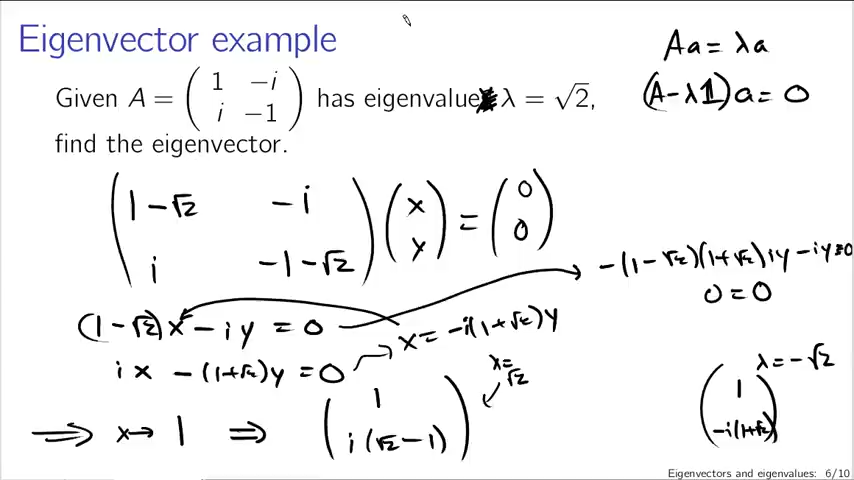 Eigenvector example
Given A = ( 1 −i ; i −1 ) has eigenvalue λ = √2,
find the eigenvector.
Aa = λa
(A − λ𝟙)a = 0
( 1 − √2 −i ; i −1 − √2 ) ( x ; y ) = ( 0 ; 0 )
(1 − √2)x − iy = 0
−(1 − √2)(1 + √2)iy − iy = 0
0 = 0
ix − (1+√2)y = 0
x = −i(1+√2)y
⟹ x → 1 ⟹ ( 1 ; i(√2 − 1) )
λ = √2
λ = −√2
( 1 ; −i(1+√2) )
Eigenvectors and eigenvalues: 6/10